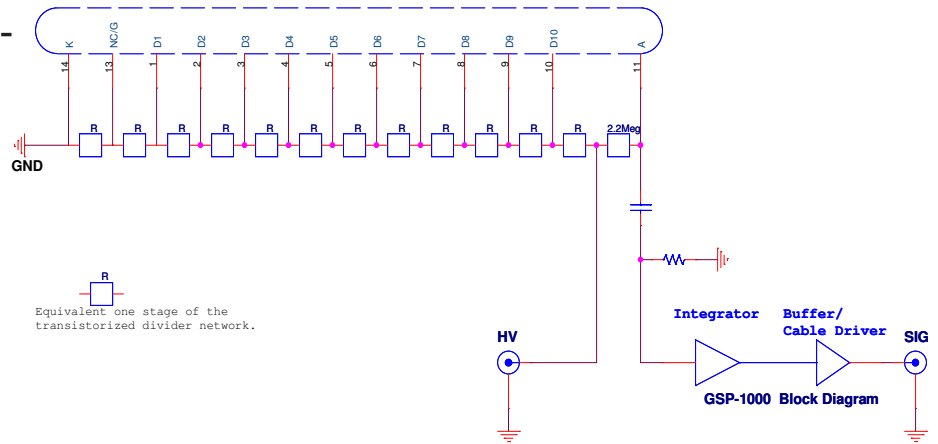 K NC/G D1 D2 D3 D4 D5 D6 D7 D8 D9 D10 A
14 13 1 2 3 4 5 6 7 8 9 10 11
R R R R R R R R R R R R 2.2Meg
GND
R
Equivalent one stage of the
transistorized divider network.
Integrator
Buffer/
Cable Driver
HV
SIG
GSP-1000 Block Diagram